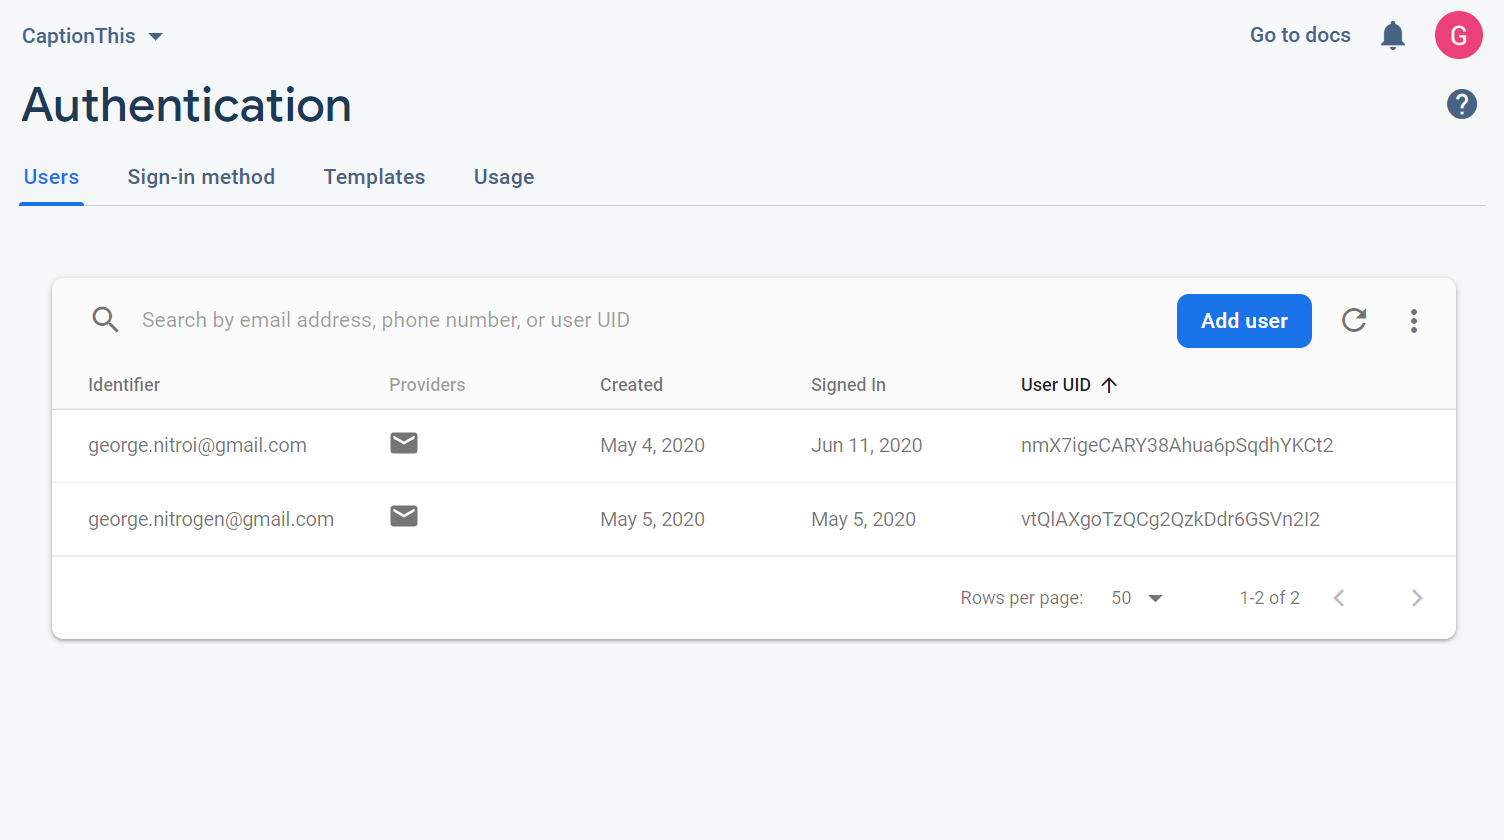 CaptionThis
Go to docs
G
Authentication
?
Users Sign-in method Templates Usage
Search by email address, phone number, or user UID
Add user
Identifier Providers Created Signed In User UID
george.nitroi@gmail.com May 4, 2020 Jun 11, 2020 nmX7igeCARY38Ahua6pSqdhYKCt2
george.nitrogen@gmail.com May 5, 2020 May 5, 2020 vtQlAXgoTzQCg2QzkDdr6GSVn2I2
Rows per page: 50 1-2 of 2